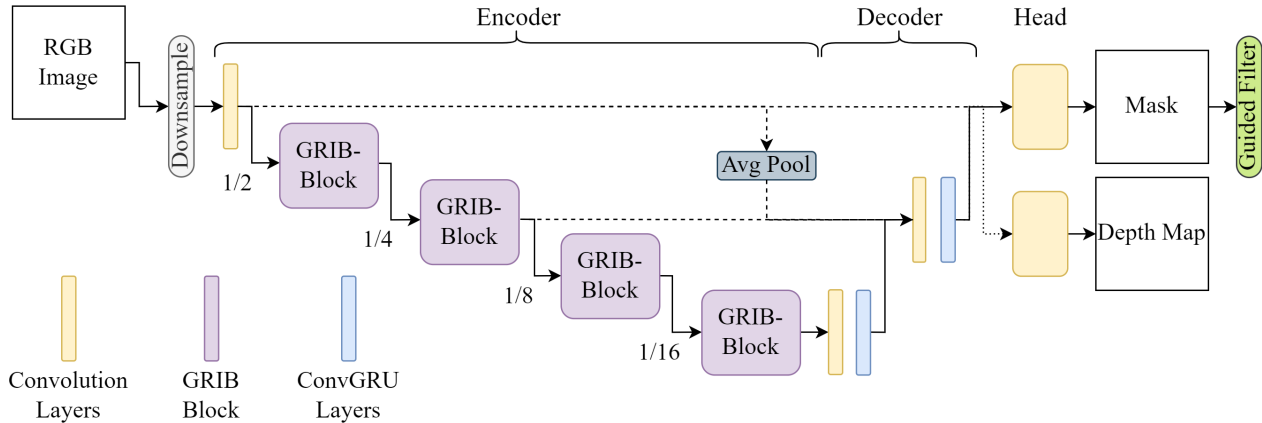 Encoder
Decoder
Head
RGB
Image
Downsample
Mask
Guided Filter
GRIB-
Block
Avg Pool
1/2
GRIB-
Block
1/4
Depth Map
GRIB-
Block
1/8
GRIB-
Block
1/16
Convolution
Layers
GRIB
Block
ConvGRU
Layers